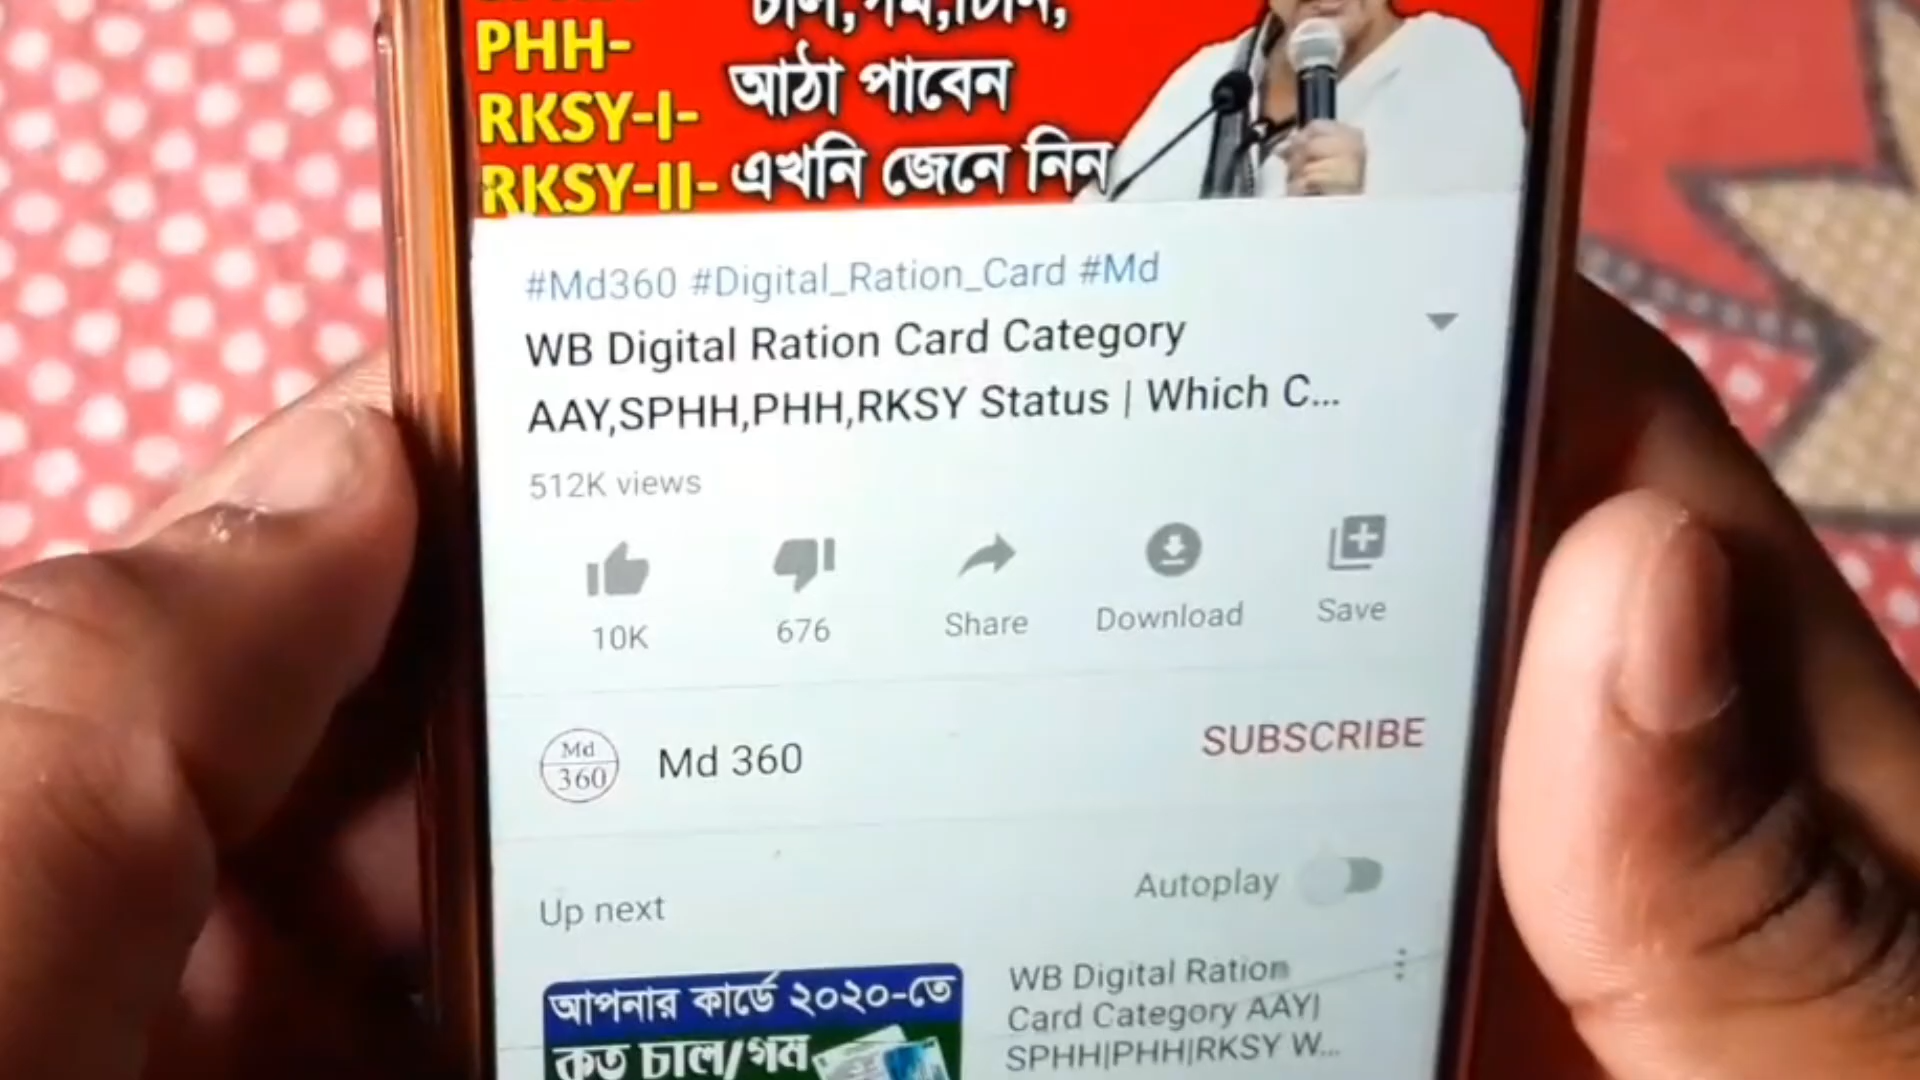 PHH-
আঠা পাবেন
RKSY-I-
RKSY-II- এখনি জেনে নিন
#Md360 #Digital_Ration_Card #Md
WB Digital Ration Card Category
AAY,SPHH,PHH,RKSY Status | Which C...
512K views
10K 676 Share Download Save
Md 360 Md 360 SUBSCRIBE
Up next Autoplay
আপনার কার্ডে ২০২০-তে
কত চাল/গম
WB Digital Ration
Card Category AAY|
SPHH|PHH|RKSY W...